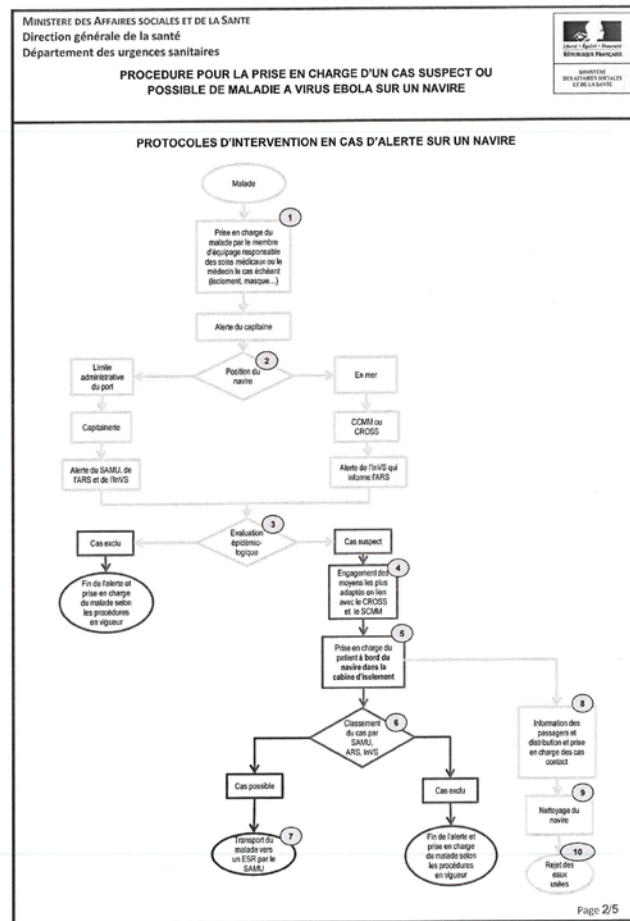 MINISTERE DES AFFAIRES SOCIALES ET DE LA SANTE
Direction générale de la santé
Département des urgences sanitaires
PROCEDURE POUR LA PRISE EN CHARGE D'UN CAS SUSPECT OU
POSSIBLE DE MALADIE A VIRUS EBOLA SUR UN NAVIRE
Liberté • Égalité • Fraternité
RÉPUBLIQUE FRANÇAISE
MINISTÈRE
DES AFFAIRES SOCIALES
ET DE LA SANTÉ
PROTOCOLES D'INTERVENTION EN CAS D'ALERTE SUR UN NAVIRE
Malade
1
Prise en charge du
malade par le membre
d'équipage responsable
des soins médicaux ou le
médecin le cas échéant
(isolement, masque…)
Alerte du capitaine
2
Position du
navire
Limite
administrative
du port
En mer
Capitainerie
CCMM ou
CROSS
Alerte du SAMU, de
l'ARS et de l'InVS
Alerte de l'InVS qui
informe l'ARS
3
Evaluation
épidémio-
logique
Cas exclu
Cas suspect
Fin de l'alerte et
prise en charge
du malade selon
les procédures
en vigueur
4
Engagement des
moyens les plus
adaptés en lien
avec le CROSS
et le SCMM
5
Prise en charge du
patient à bord du
navire dans la
cabine d'isolement
6
Classement
du cas par
SAMU,
ARS, InVS
8
Information des
passagers et
distribution et prise
en charge des cas
contact
Cas possible
Cas exclu
9
Nettoyage du
navire
7
Transport du
malade vers
un ESR par le
SAMU
Fin de l'alerte et
prise en charge
du malade selon
les procédures
en vigueur
10
Rejet des
eaux
usées
Page 2/5